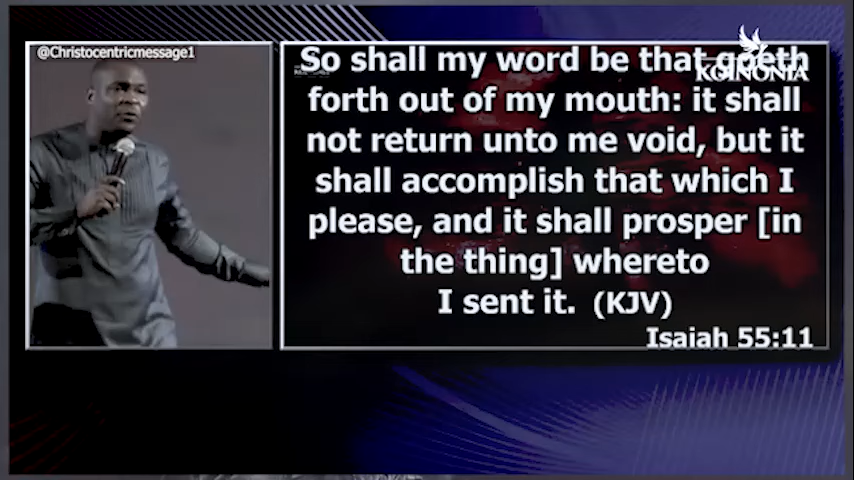 @Christocentricmessage1
So shall my word be that goeth
KOINONIA
forth out of my mouth: it shall
not return unto me void, but it
shall accomplish that which I
please, and it shall prosper [in
the thing] whereto
I sent it. (KJV)
Isaiah 55:11